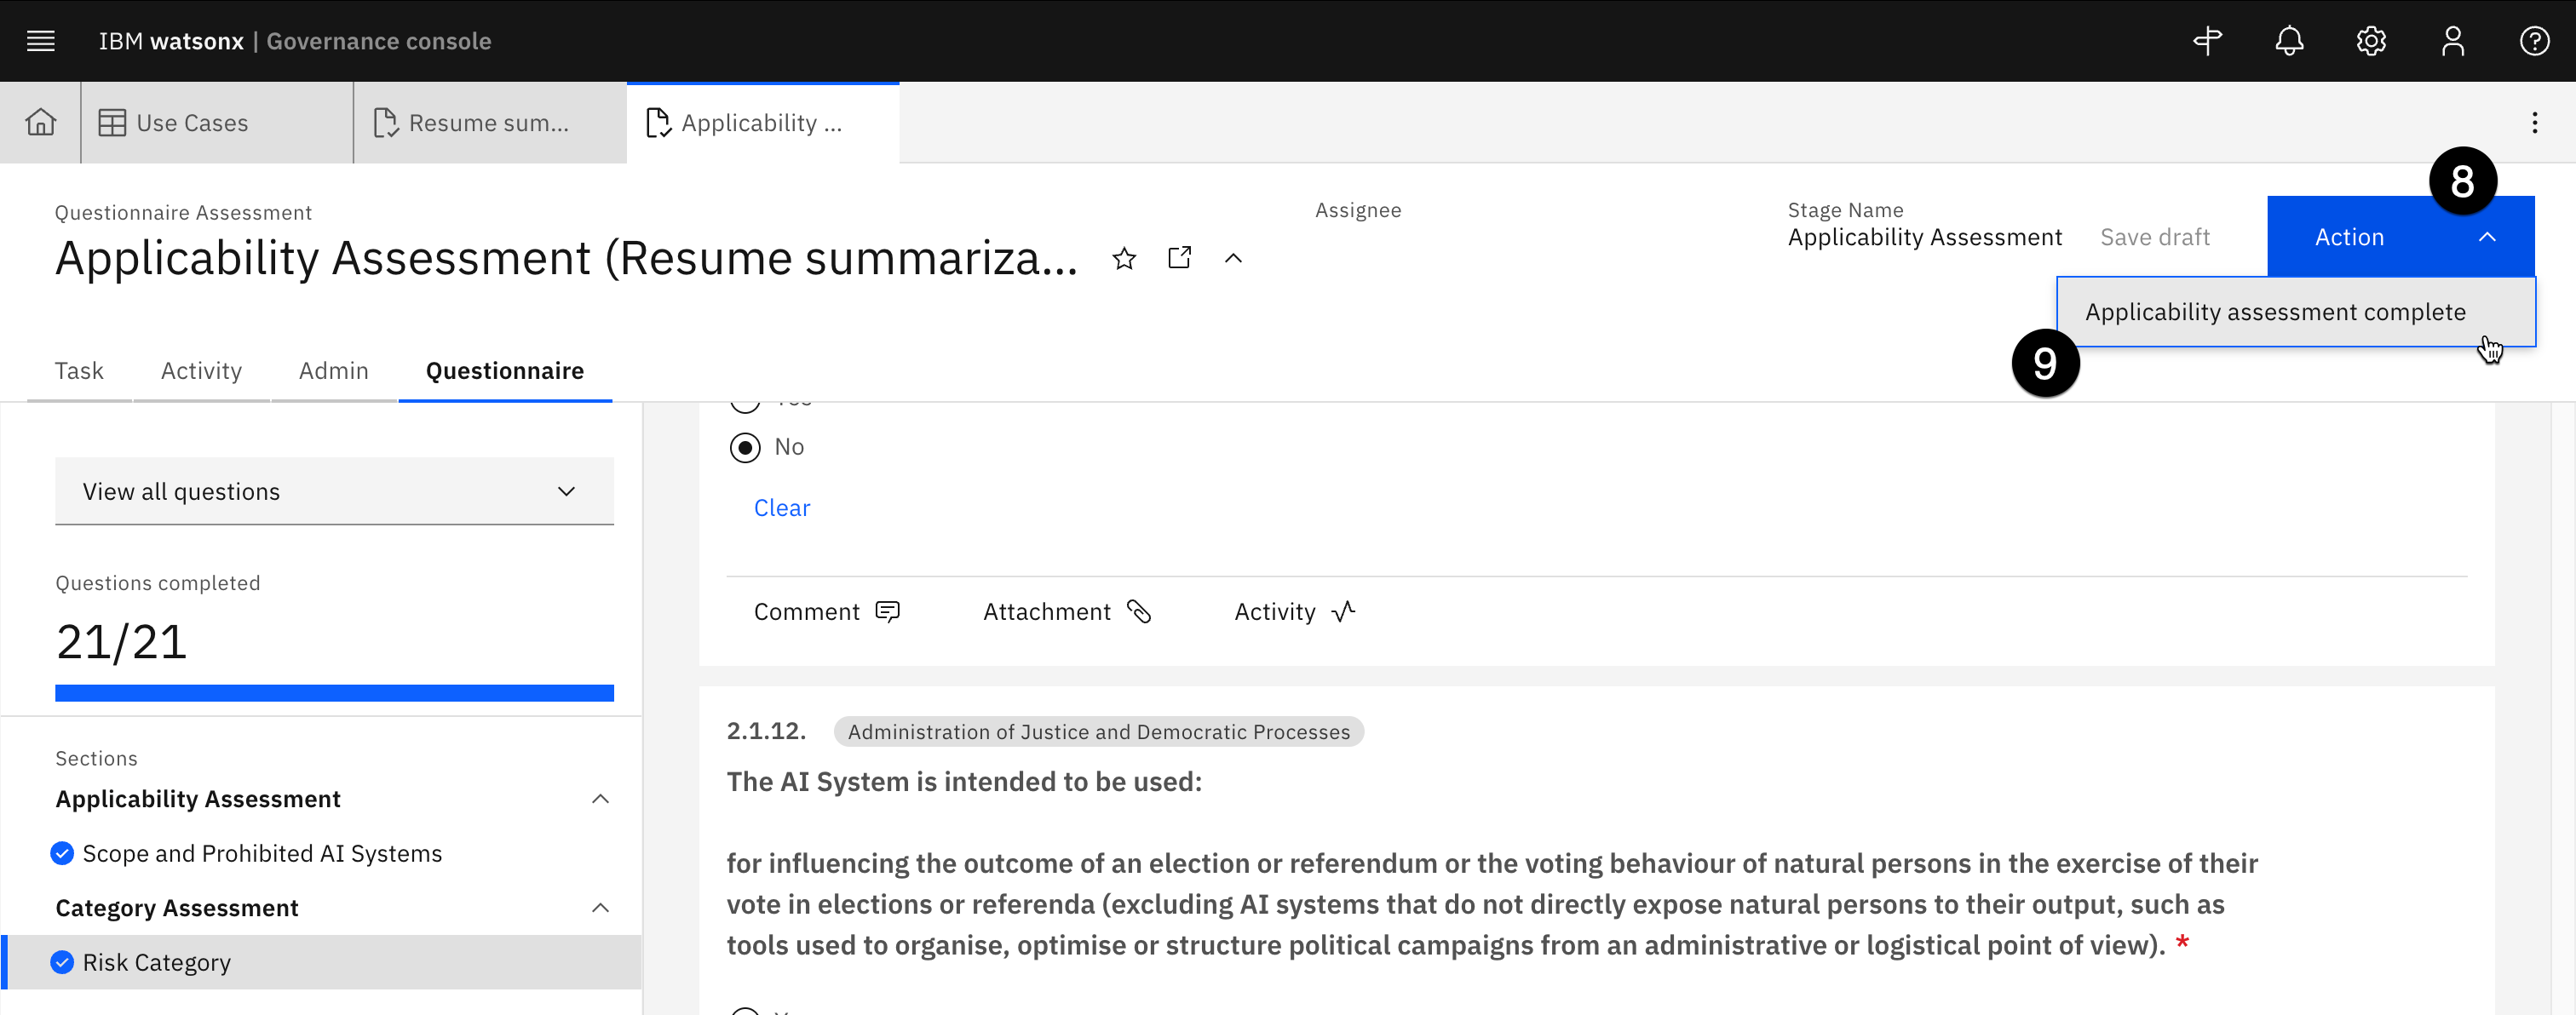 IBM watsonx | Governance console
Use Cases
Resume sum...
Applicability ...
8
Questionnaire Assessment
Applicability Assessment (Resume summariza...
Assignee
Stage Name
Applicability Assessment
Save draft
Action
Applicability assessment complete
9
Task
Activity
Admin
Questionnaire
View all questions
Questions completed
21/21
Sections
Applicability Assessment
Scope and Prohibited AI Systems
Category Assessment
Risk Category
Yes
No
Clear
Comment
Attachment
Activity
2.1.12. Administration of Justice and Democratic Processes
The AI System is intended to be used:
for influencing the outcome of an election or referendum or the voting behaviour of natural persons in the exercise of their
vote in elections or referenda (excluding AI systems that do not directly expose natural persons to their output, such as
tools used to organise, optimise or structure political campaigns from an administrative or logistical point of view). *